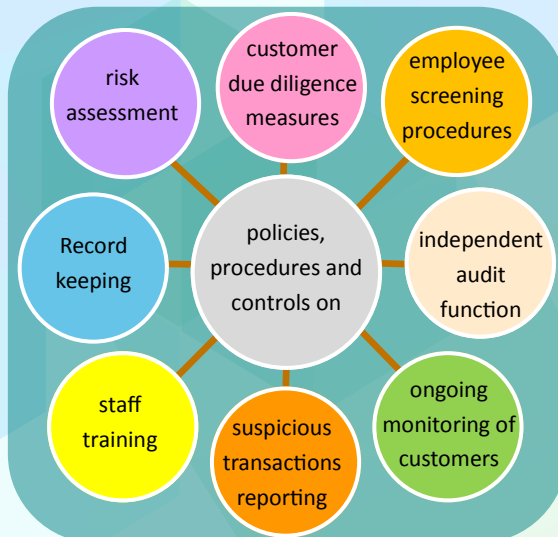 risk
assessment
customer
due diligence
measures
employee
screening
procedures
Record
keeping
policies,
procedures and
controls on
independent
audit
function
staff
training
suspicious
transactions
reporting
ongoing
monitoring of
customers